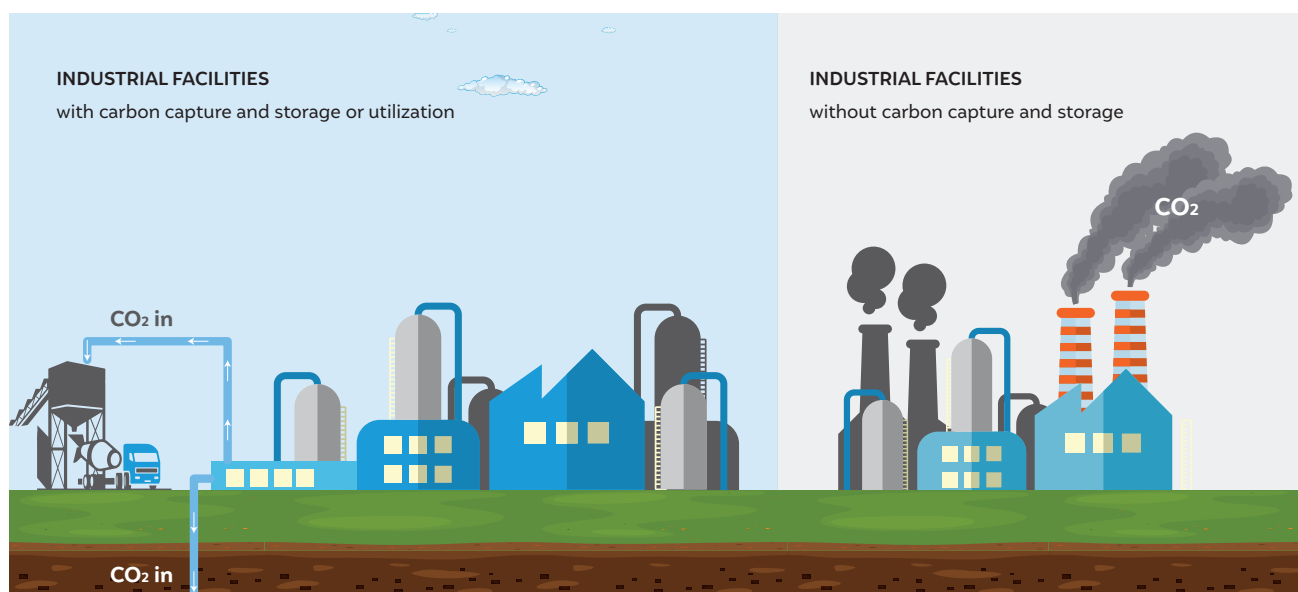 INDUSTRIAL FACILITIES
with carbon capture and storage or utilization
INDUSTRIAL FACILITIES
without carbon capture and storage
CO₂
CO₂ in
CO₂ in